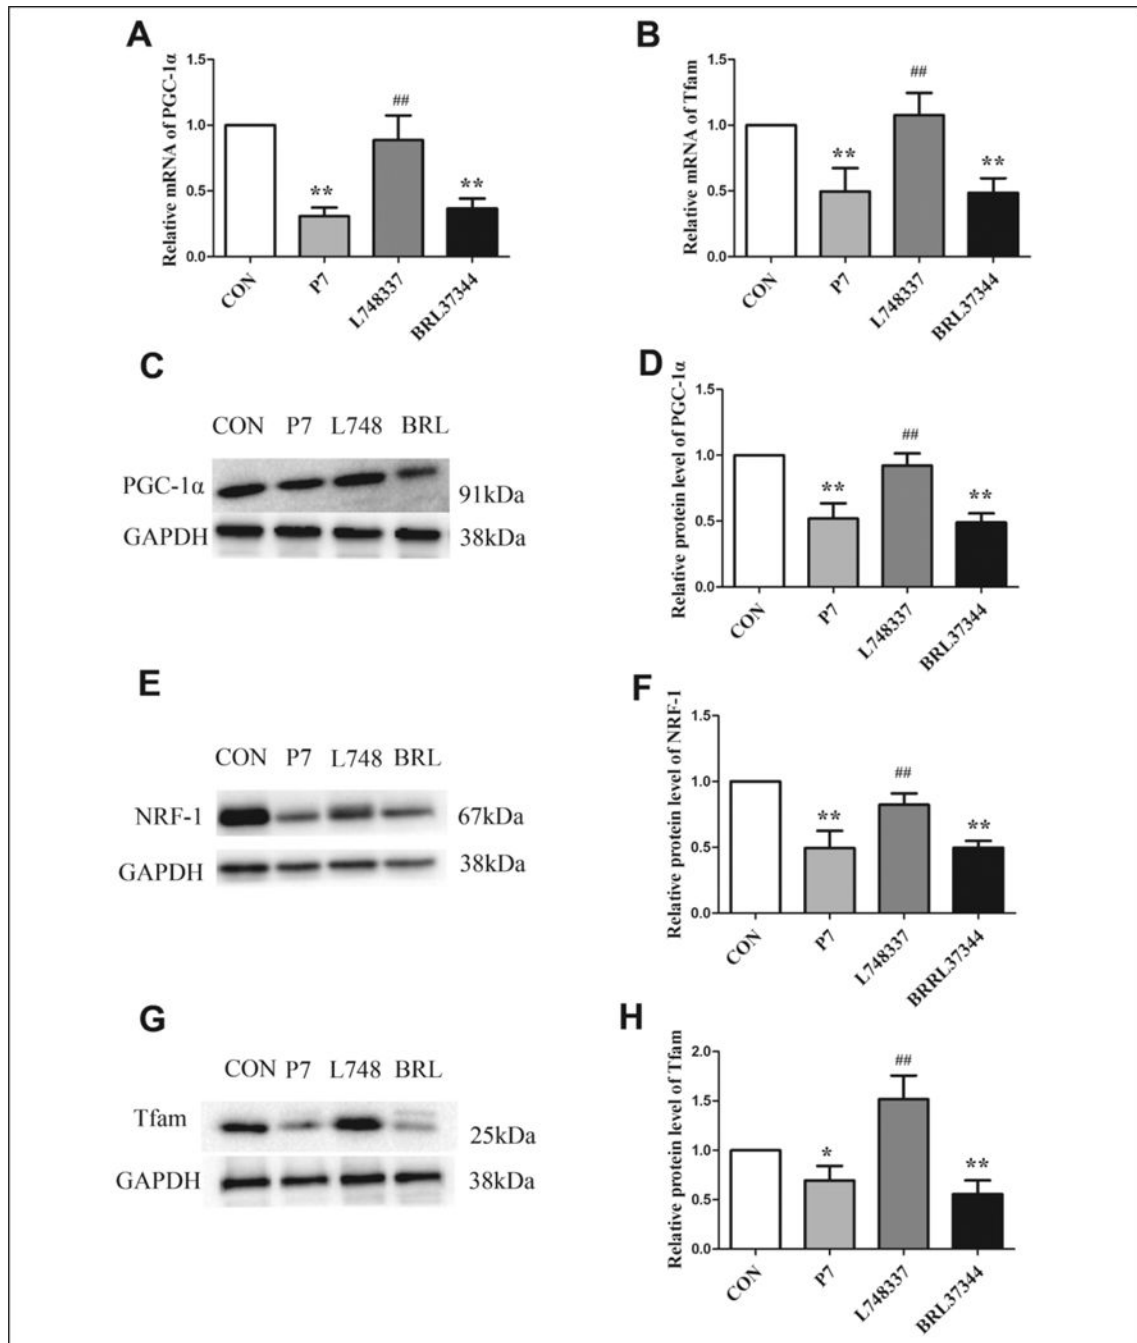 A
Relative mRNA of PGC-1α
1.5
1.0
0.5
0.0
**
##
**
CON
P7
L748337
BRL37344
B
Relative mRNA of Tfam
1.5
1.0
0.5
0.0
**
##
**
CON
P7
L748337
BRL37344
C
CON P7 L748 BRL
PGC-1α 91kDa
GAPDH 38kDa
D
Relative protein level of PGC-1α
1.5
1.0
0.5
0.0
**
##
**
CON
P7
L748337
BRL37344
E
CON P7 L748 BRL
NRF-1 67kDa
GAPDH 38kDa
F
Relative protein level of NRF-1
1.5
1.0
0.5
0.0
**
##
**
CON
P7
L748337
BRRL37344
G
CON P7 L748 BRL
Tfam 25kDa
GAPDH 38kDa
H
Relative protein level of Tfam
2.0
1.5
1.0
0.5
0.0
*
##
**
CON
P7
L748337
BRL37344